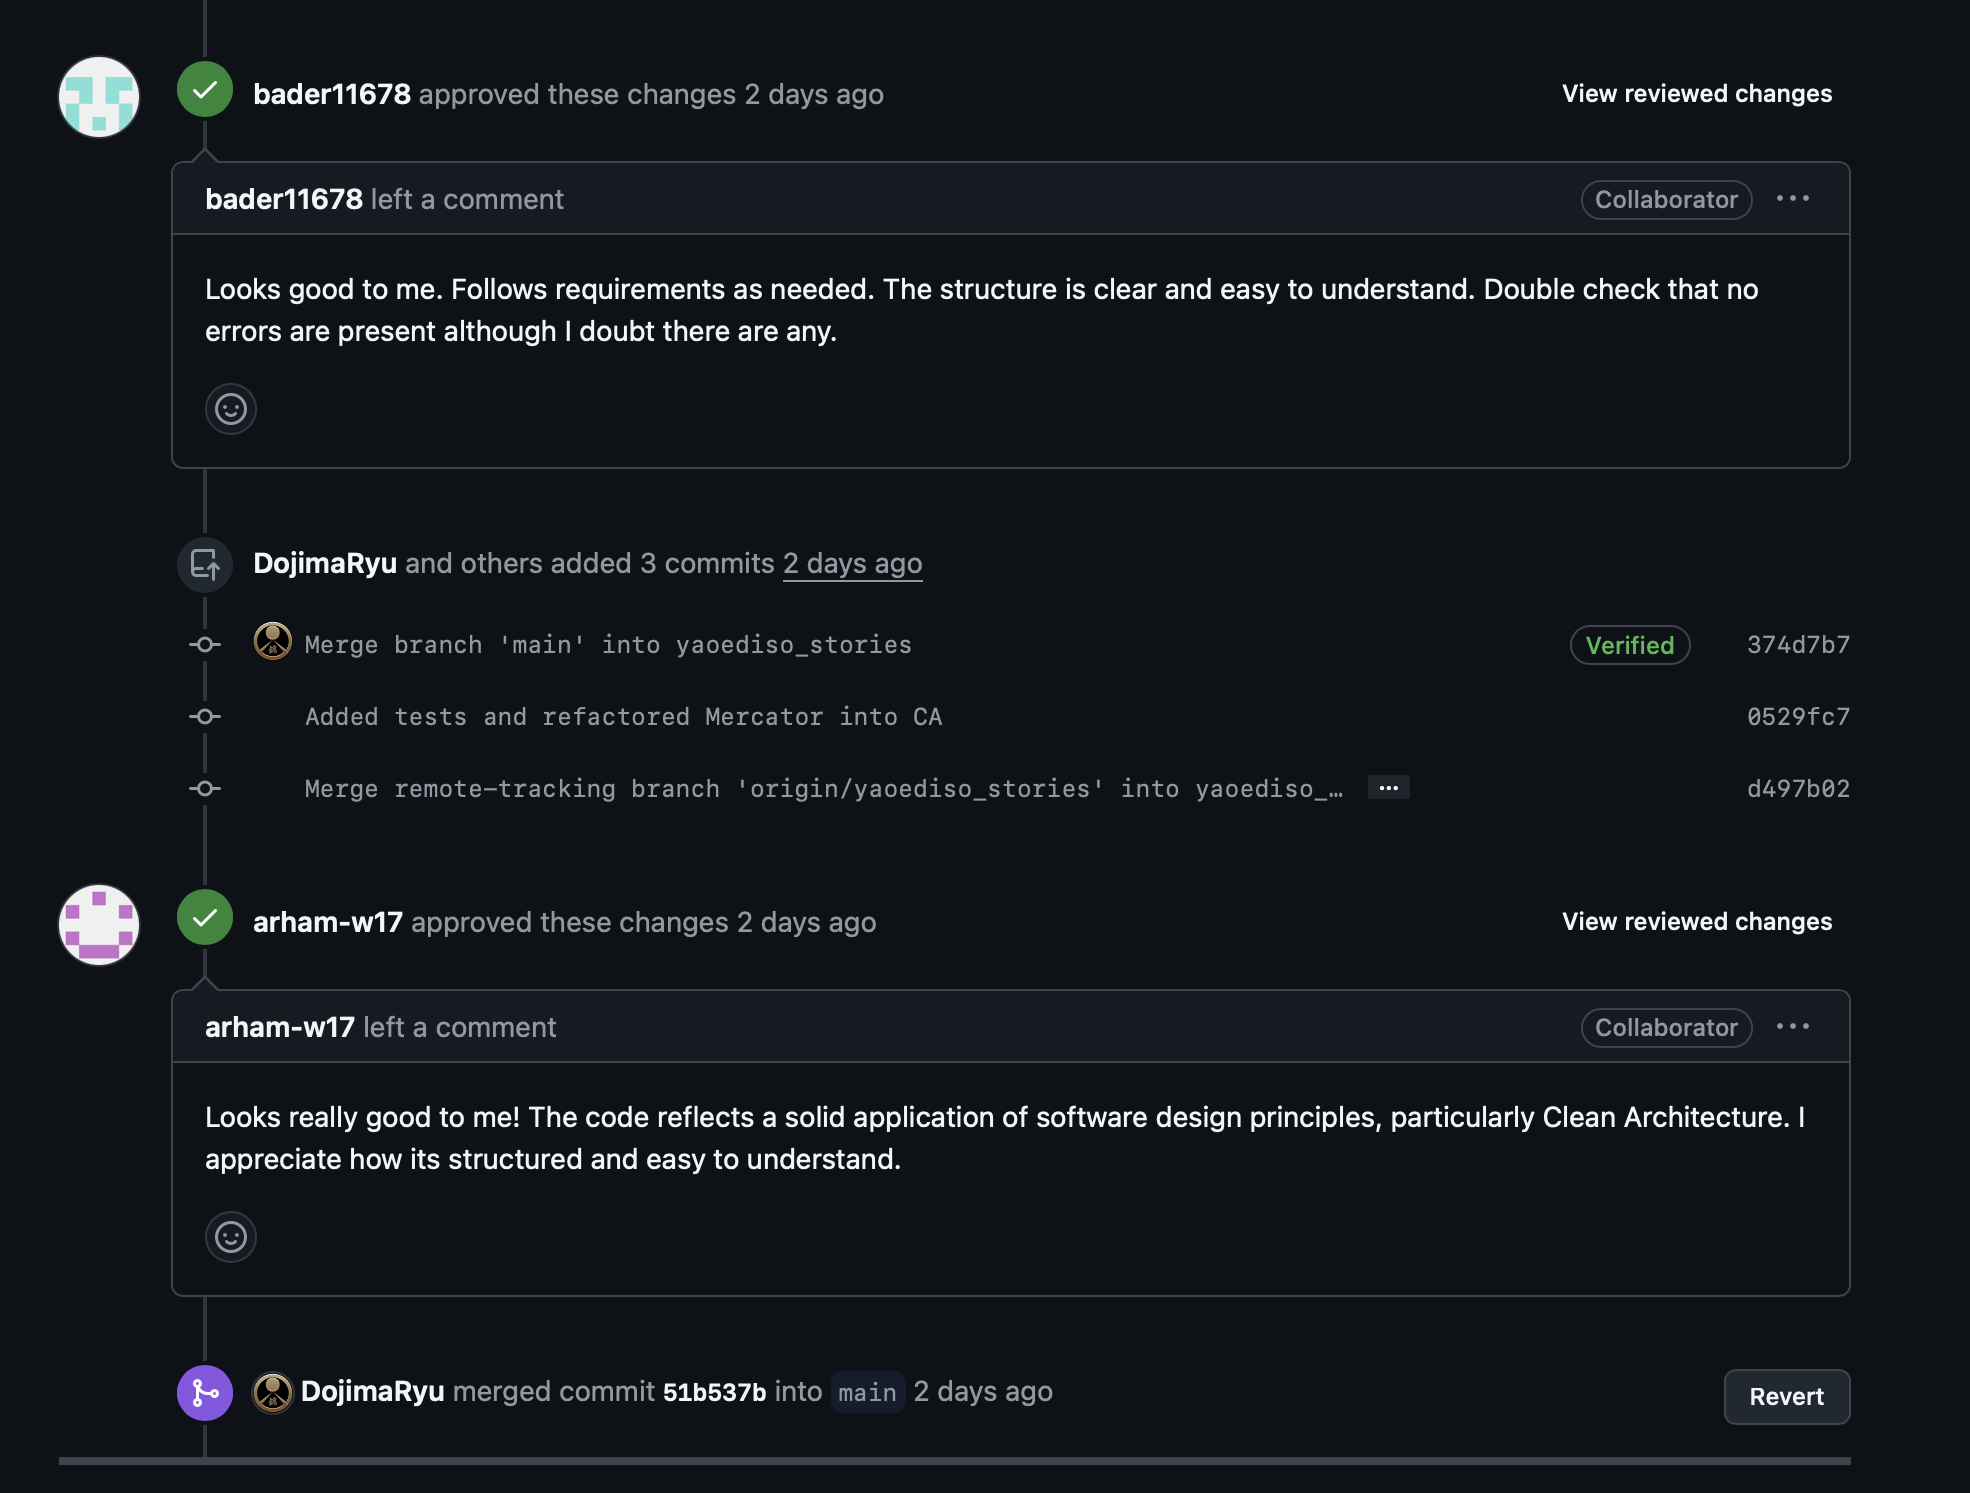 bader11678 approved these changes 2 days ago View reviewed changes
bader11678 left a comment Collaborator ···
Looks good to me. Follows requirements as needed. The structure is clear and easy to understand. Double check that no
errors are present although I doubt there are any.
DojimaRyu and others added 3 commits 2 days ago
Merge branch 'main' into yaoediso_stories Verified 374d7b7
Added tests and refactored Mercator into CA 0529fc7
Merge remote-tracking branch 'origin/yaoediso_stories' into yaoediso_… … d497b02
arham-w17 approved these changes 2 days ago View reviewed changes
arham-w17 left a comment Collaborator ···
Looks really good to me! The code reflects a solid application of software design principles, particularly Clean Architecture. I
appreciate how its structured and easy to understand.
DojimaRyu merged commit 51b537b into main 2 days ago Revert